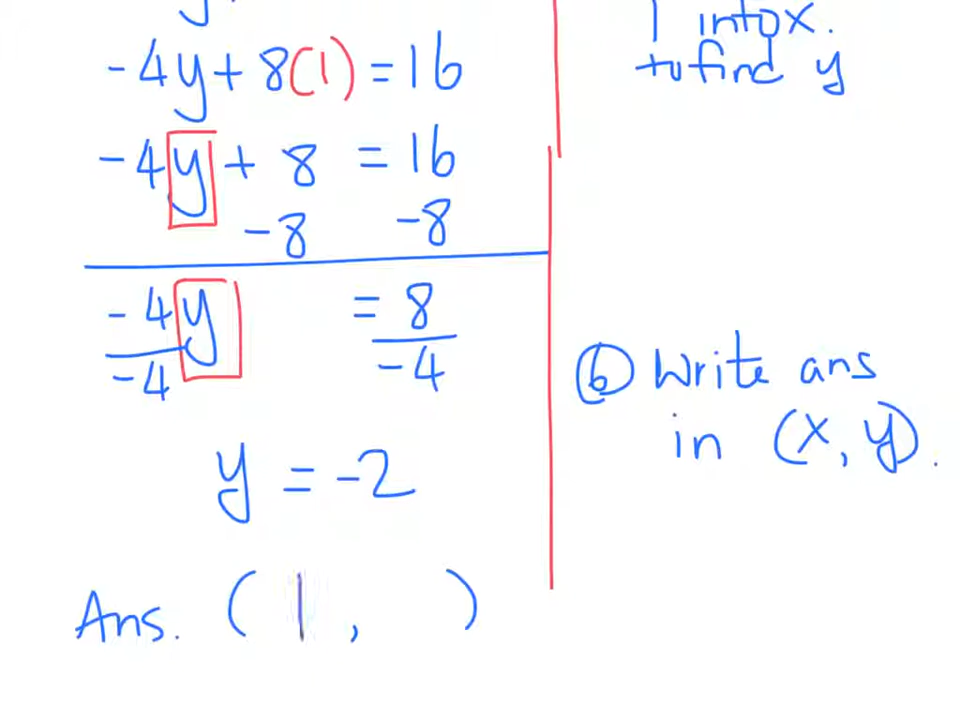 -4y + 8(1) = 16
-4y + 8 = 16
-8 -8
-4y = 8
-4 -4
y = -2
Ans. ( 1 , )
1 into x.
to find y
⑥ Write ans
in (x, y).